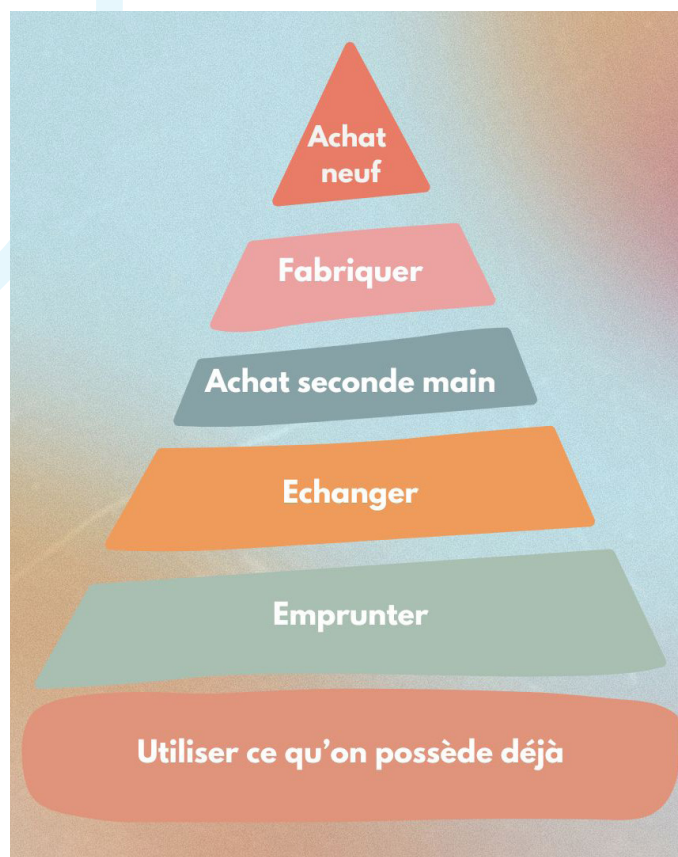 Achat
neuf
Fabriquer
Achat seconde main
Echanger
Emprunter
Utiliser ce qu’on possède déjà